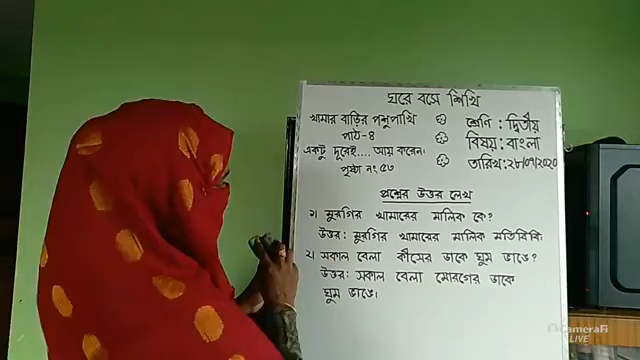 ঘরে বসে শিখি
খামার বাড়ির পশুপাখি
পাঠ-৪
একটু দূরেই.... আয় করেন।
পৃষ্ঠা নং ৫৩
শ্রেণি : দ্বিতীয়
বিষয় : বাংলা
তারিখ: ২৮/০৭/২০২০
প্রশ্নের উত্তর লেখ
১। মুরগির খামারের মালিক কে?
উত্তর: মুরগির খামারের মালিক মতিবিবি।
২। সকাল বেলা কীসের ডাকে ঘুম ভাঙে?
উত্তর: সকাল বেলা মোরগের ডাকে
ঘুম ভাঙে।
CameraFi
LIVE